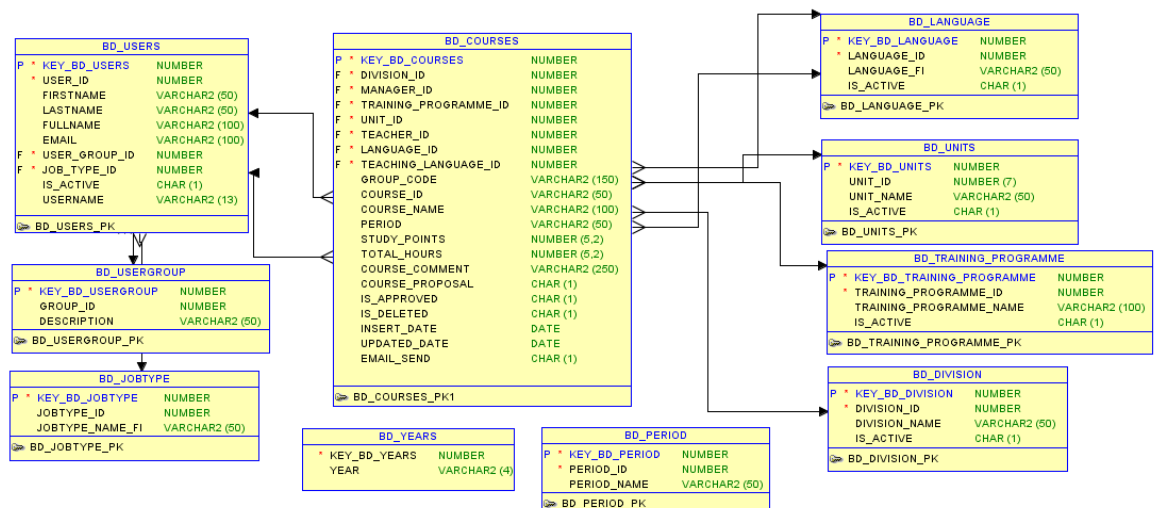 BD_USERS
P * KEY_BD_USERS NUMBER
* USER_ID NUMBER
FIRSTNAME VARCHAR2 (50)
LASTNAME VARCHAR2 (50)
FULLNAME VARCHAR2 (100)
EMAIL VARCHAR2 (100)
F * USER_GROUP_ID NUMBER
F * JOB_TYPE_ID NUMBER
IS_ACTIVE CHAR (1)
USERNAME VARCHAR2 (13)
BD_USERS_PK
BD_USERGROUP
P * KEY_BD_USERGROUP NUMBER
GROUP_ID NUMBER
DESCRIPTION VARCHAR2 (50)
BD_USERGROUP_PK
BD_JOBTYPE
P * KEY_BD_JOBTYPE NUMBER
JOBTYPE_ID NUMBER
JOBTYPE_NAME_FI VARCHAR2 (50)
BD_JOBTYPE_PK
BD_COURSES
P * KEY_BD_COURSES NUMBER
F * DIVISION_ID NUMBER
F * MANAGER_ID NUMBER
F * TRAINING_PROGRAMME_ID NUMBER
F * UNIT_ID NUMBER
F * TEACHER_ID NUMBER
F * LANGUAGE_ID NUMBER
F * TEACHING_LANGUAGE_ID NUMBER
GROUP_CODE VARCHAR2 (150)
COURSE_ID VARCHAR2 (50)
COURSE_NAME VARCHAR2 (100)
PERIOD VARCHAR2 (50)
STUDY_POINTS NUMBER (5,2)
TOTAL_HOURS NUMBER (5,2)
COURSE_COMMENT VARCHAR2 (250)
COURSE_PROPOSAL CHAR (1)
IS_APPROVED CHAR (1)
IS_DELETED CHAR (1)
INSERT_DATE DATE
UPDATED_DATE DATE
EMAIL_SEND CHAR (1)
BD_COURSES_PK1
BD_YEARS
* KEY_BD_YEARS NUMBER
YEAR VARCHAR2 (4)
BD_PERIOD
P * KEY_BD_PERIOD NUMBER
* PERIOD_ID NUMBER
PERIOD_NAME VARCHAR2 (50)
BD_PERIOD_PK
BD_LANGUAGE
P * KEY_BD_LANGUAGE NUMBER
* LANGUAGE_ID NUMBER
LANGUAGE_FI VARCHAR2 (50)
IS_ACTIVE CHAR (1)
BD_LANGUAGE_PK
BD_UNITS
P * KEY_BD_UNITS NUMBER
UNIT_ID NUMBER (7)
UNIT_NAME VARCHAR2 (50)
IS_ACTIVE CHAR (1)
BD_UNITS_PK
BD_TRAINING_PROGRAMME
P * KEY_BD_TRAINING_PROGRAMME NUMBER
* TRAINING_PROGRAMME_ID NUMBER
TRAINING_PROGRAMME_NAME VARCHAR2 (100)
IS_ACTIVE CHAR (1)
BD_TRAINING_PROGRAMME_PK
BD_DIVISION
P * KEY_BD_DIVISION NUMBER
* DIVISION_ID NUMBER
DIVISION_NAME VARCHAR2 (50)
IS_ACTIVE CHAR (1)
BD_DIVISION_PK